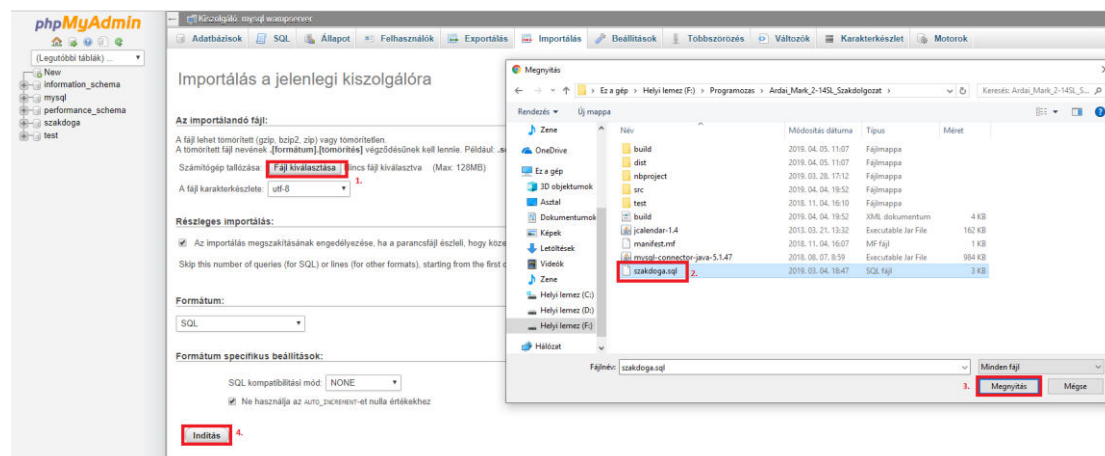 phpMyAdmin
(Legutóbbi táblák) ...
New
information_schema
mysql
performance_schema
szakdoga
test
Kiszolgáló: mysql wampserver
Adatbázisok SQL Állapot Felhasználók Exportálás Importálás Beállítások Többszörözés Változók Karakterkészlet Motorok
Importálás a jelenlegi kiszolgálóra
Az importálandó fájl:
A fájl lehet tömörített (gzip, bzip2, zip) vagy tömörítetlen.
A tömörített fájl nevének .[formátum].[tömörítés] végződésűnek kell lennie. Például: .s
Számítógép tallózása: Fájl kiválasztása Nincs fájl kiválasztva (Max: 128MB)
1.
A fájl karakterkészlete: utf-8
Részleges importálás:
Az importálás megszakításának engedélyezése, ha a parancsfájl észleli, hogy köze
Skip this number of queries (for SQL) or lines (for other formats), starting from the first
Formátum:
SQL
Formátum specifikus beállítások:
SQL kompatibilitási mód: NONE
Ne használja az AUTO_INCREMENT-et nulla értékekhez
Indítás 4.
Megnyitás
Ez a gép > Helyi lemez (F:) > Programozas > Ardai_Mark_2-14SL_Szakdolgozat >
Keresés: Ardai_Mark_2-14SL_S...
Rendezés Új mappa
Zene
OneDrive
Ez a gép
3D objektumok
Asztal
Dokumentumok
Képek
Letöltések
Videók
Zene
Helyi lemez (C:)
Helyi lemez (D:)
Helyi lemez (F:)
Hálózat
Név Módosítás dátuma Típus Méret
build 2019. 04. 05. 11:07 Fájlmappa
dist 2019. 04. 05. 11:07 Fájlmappa
nbproject 2019. 03. 28. 17:12 Fájlmappa
src 2019. 04. 04. 19:52 Fájlmappa
test 2018. 11. 04. 16:10 Fájlmappa
build 2019. 04. 04. 19:52 XML dokumentum 4 KB
jcalendar-1.4 2013. 03. 21. 13:32 Executable Jar File 162 KB
manifest.mf 2018. 11. 04. 16:07 MF fájl 1 KB
mysql-connector-java-5.1.47 2018. 08. 07. 8:59 Executable Jar File 984 KB
szakdoga.sql 2. 2019. 03. 04. 18:47 SQL fájl 3 KB
Fájlnév: szakdoga.sql Minden fájl
3. Megnyitás Mégse